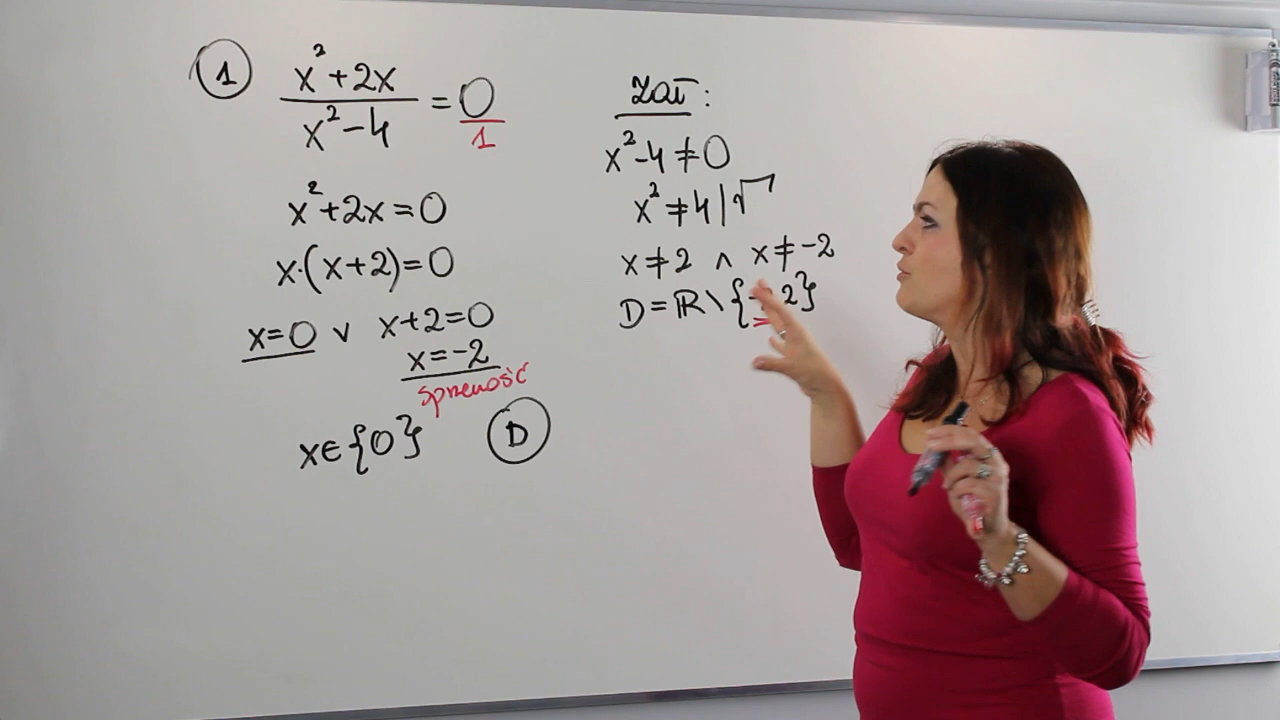 ① x²+2x / x²-4 = 0/1
x²+2x=0
x·(x+2)=0
x=0 ∨ x+2=0
x=-2
sprzeność
x∈{0} Ⓓ
Zał:
x²-4≠0
x²≠4|√
x≠2 ∧ x≠-2
D=ℝ\{-2,2}